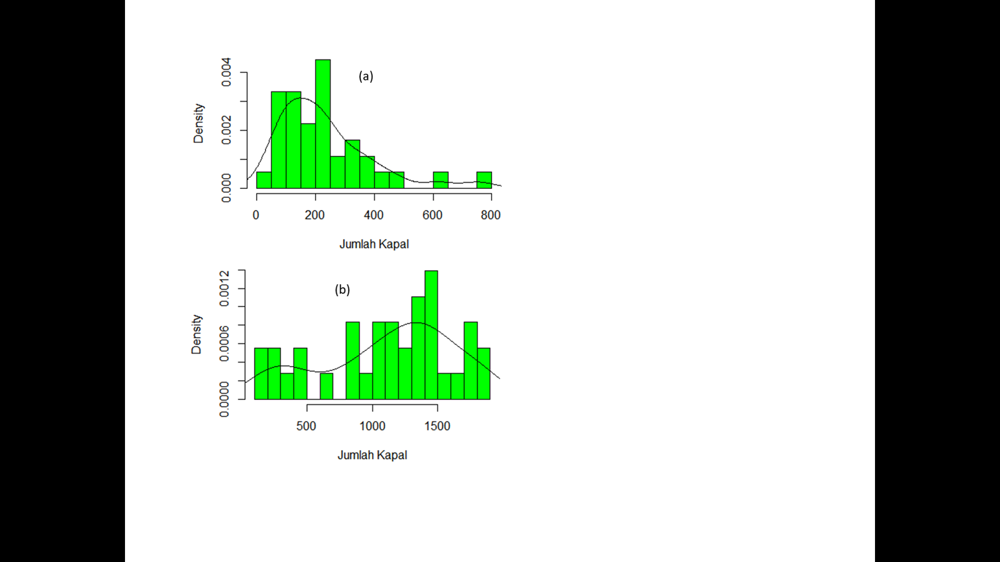 (a)
Density
0.004
0.002
0.000
0 200 400 600 800
Jumlah Kapal
(b)
Density
0.0012
0.0006
0.0000
500 1000 1500
Jumlah Kapal